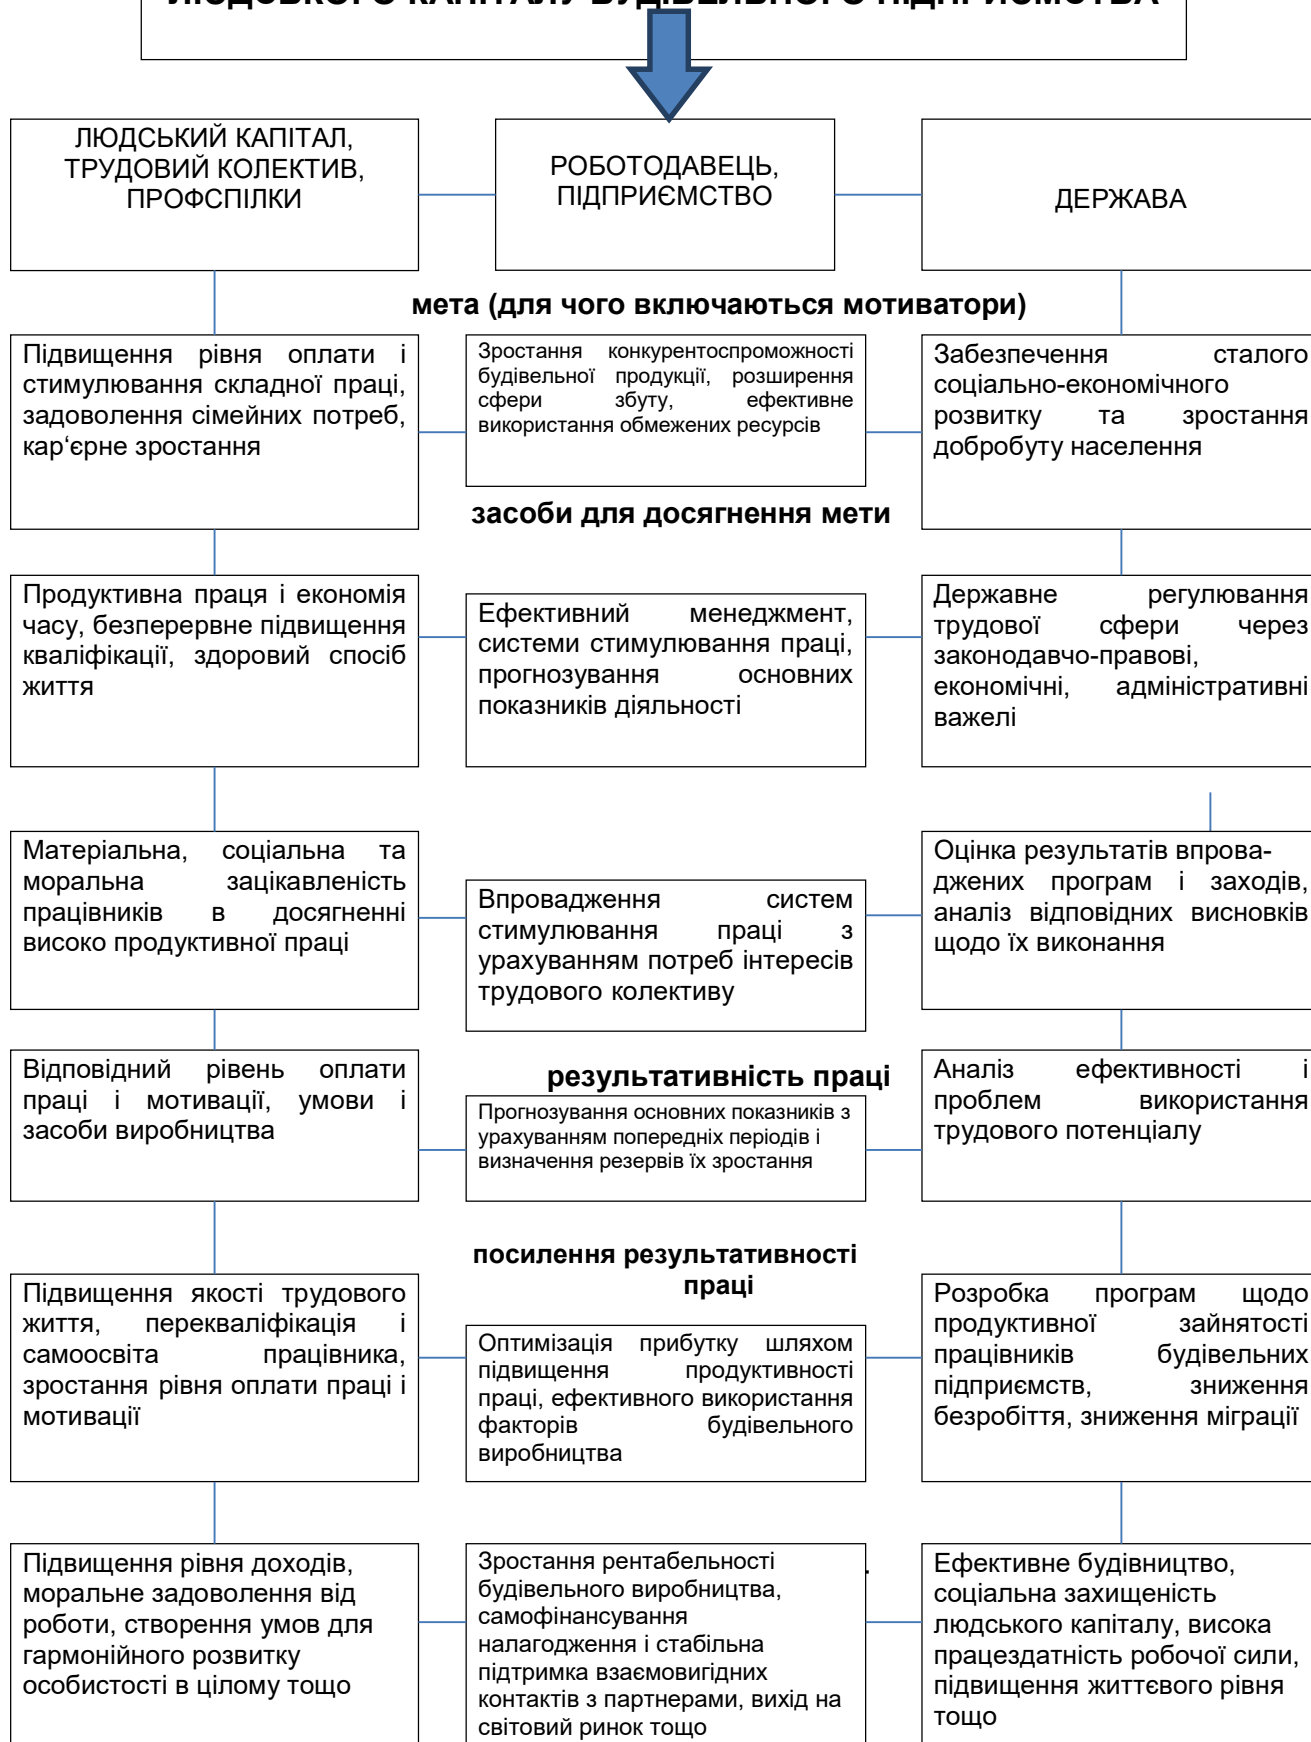 ЛЮДСЬКОГО КАПІТАЛУ БУДІВЕЛЬНОГО ПІДПРИЄМСТВА
ЛЮДСЬКИЙ КАПІТАЛ,
ТРУДОВИЙ КОЛЕКТИВ,
ПРОФСПІЛКИ
РОБОТОДАВЕЦЬ,
ПІДПРИЄМСТВО
ДЕРЖАВА
мета (для чого включаються мотиватори)
Підвищення рівня оплати і
стимулювання складної праці,
задоволення сімейних потреб,
кар‘єрне зростання
Зростання конкурентоспроможності
будівельної продукції, розширення
сфери збуту, ефективне
використання обмежених ресурсів
Забезпечення сталого
соціально-економічного
розвитку та зростання
добробуту населення
засоби для досягнення мети
Продуктивна праця і економія
часу, безперервне підвищення
кваліфікації, здоровий спосіб
життя
Ефективний менеджмент,
системи стимулювання праці,
прогнозування основних
показників діяльності
Державне регулювання
трудової сфери через
законодавчо-правові,
економічні, адміністративні
важелі
Матеріальна, соціальна та
моральна зацікавленість
працівників в досягненні
високо продуктивної праці
Впровадження систем
стимулювання праці з
урахуванням потреб інтересів
трудового колективу
Оцінка результатів впрова-
джених програм і заходів,
аналіз відповідних висновків
щодо їх виконання
результативність праці
Відповідний рівень оплати
праці і мотивації, умови і
засоби виробництва
Прогнозування основних показників з
урахуванням попередніх періодів і
визначення резервів їх зростання
Аналіз ефективності і
проблем використання
трудового потенціалу
посилення результативності
праці
Підвищення якості трудового
життя, перекваліфікація і
самоосвіта працівника,
зростання рівня оплати праці і
мотивації
Оптимізація прибутку шляхом
підвищення продуктивності
праці, ефективного використання
факторів будівельного
виробництва
Розробка програм щодо
продуктивної зайнятості
працівників будівельних
підприємств, зниження
безробіття, зниження міграції
Підвищення рівня доходів,
моральне задоволення від
роботи, створення умов для
гармонійного розвитку
особистості в цілому тощо
Зростання рентабельності
будівельного виробництва,
самофінансування
налагодження і стабільна
підтримка взаємовигідних
контактів з партнерами, вихід на
світовий ринок тощо
Ефективне будівництво,
соціальна захищеність
людського капіталу, висока
працездатність робочої сили,
підвищення життєвого рівня
тощо